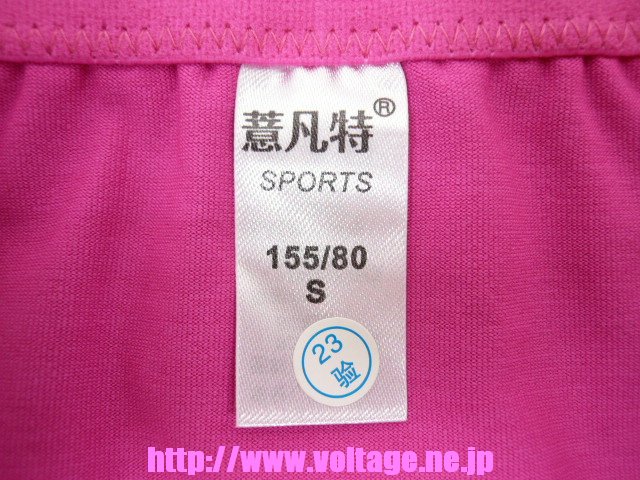 薏凡特®
SPORTS
155/80
S
23
验
http://www.voltage.ne.jp